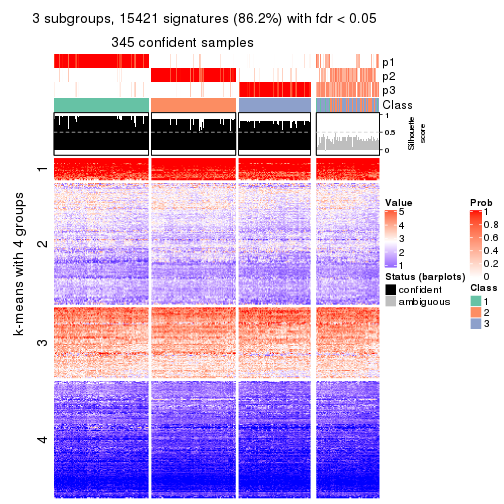 3 subgroups, 15421 signatures (86.2%) with fdr < 0.05
345 confident samples
p1
p2
p3
Class
1
0.5
0
Silhouette
score
k-means with 4 groups
1
2
3
4
Value
5
4
3
2
1
Status (barplots)
confident
ambiguous
Prob
1
0.8
0.6
0.4
0.2
0
Class
1
2
3